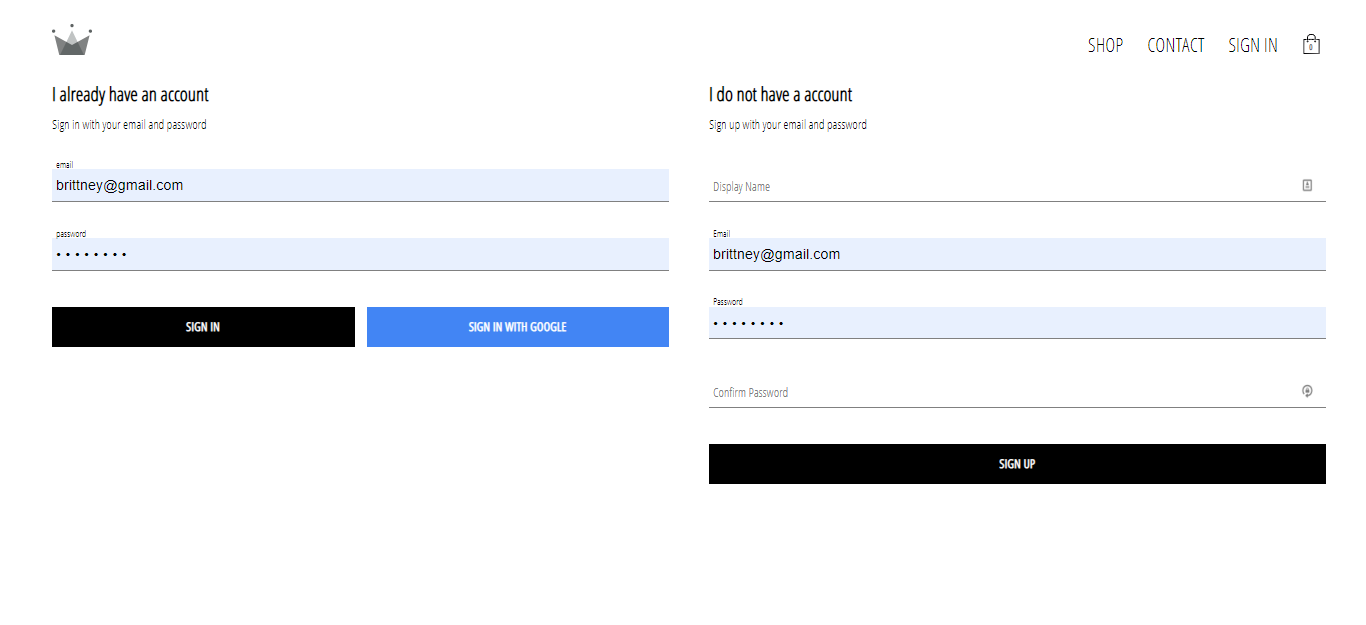 SHOP CONTACT SIGN IN 0
I already have an account
Sign in with your email and password
email
brittney@gmail.com
password
••••••••
SIGN IN SIGN IN WITH GOOGLE
I do not have a account
Sign up with your email and password
Display Name
Email
brittney@gmail.com
Password
••••••••
Confirm Password
SIGN UP